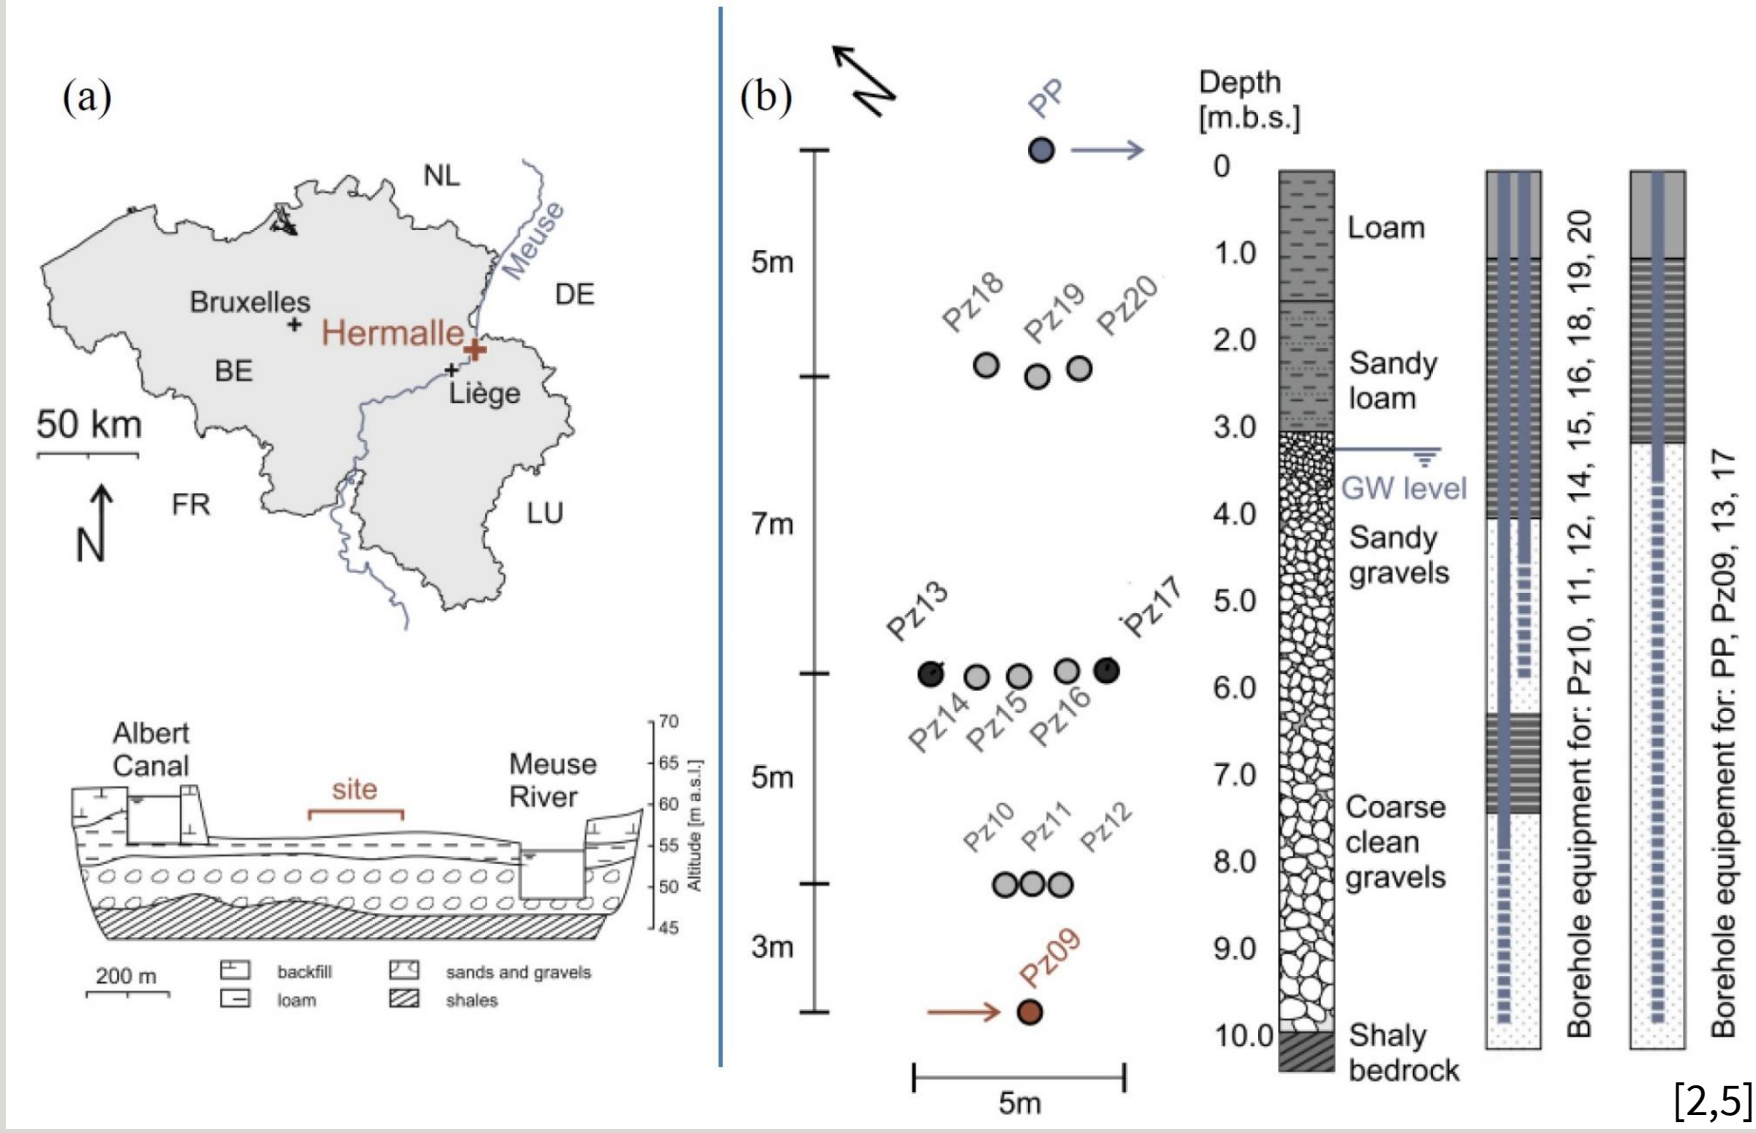 (a)
NL
Meuse
DE
Bruxelles
Hermalle
BE
Liège
50 km
FR
LU
N
Albert
Canal
site
Meuse
River
70
65
60
55
50
45
Altitude [m a.s.l.]
200 m
backfill
sands and gravels
loam
shales
(b)
N
PP
5m
Pz18
Pz19
Pz20
7m
Pz13
Pz17
Pz14
Pz15
Pz16
5m
Pz10
Pz11
Pz12
3m
Pz09
5m
Depth
[m.b.s.]
0
1.0
2.0
3.0
4.0
5.0
6.0
7.0
8.0
9.0
10.0
Loam
Sandy
loam
GW level
Sandy
gravels
Coarse
clean
gravels
Shaly
bedrock
Borehole equipment for: Pz10, 11, 12, 14, 15, 16, 18, 19, 20
Borehole equipement for: PP, Pz09, 13, 17
[2,5]